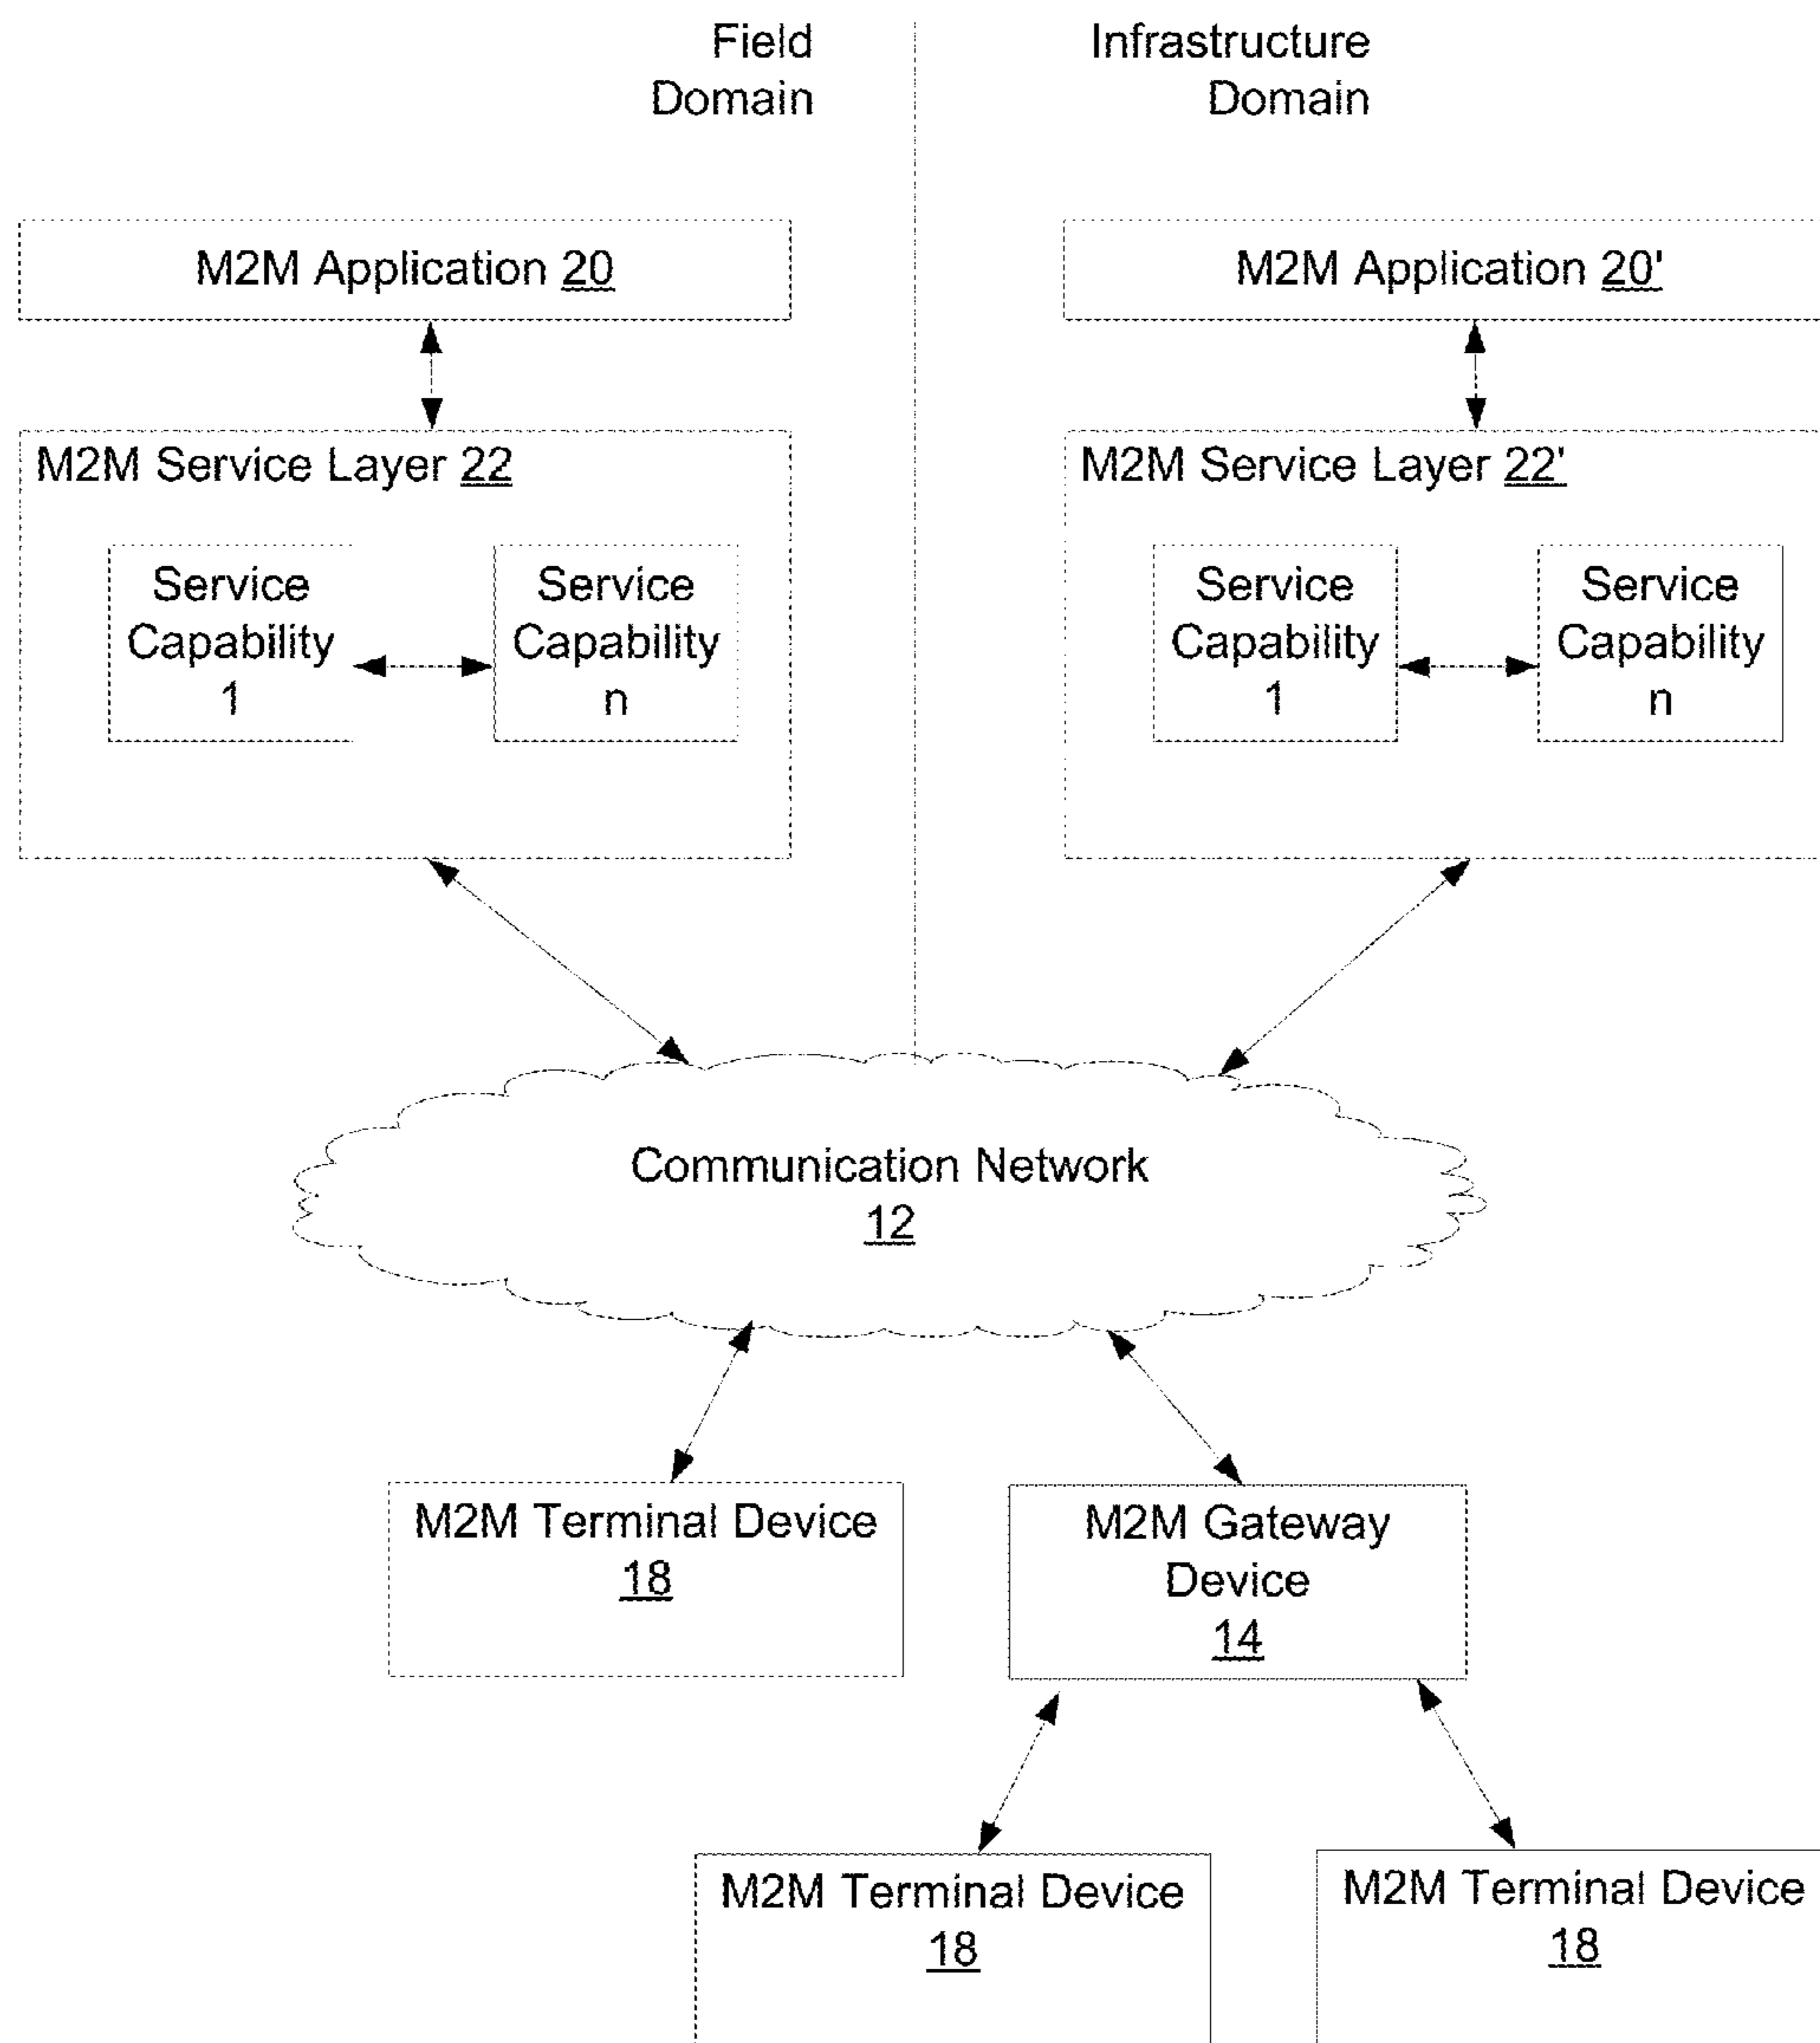 Field
Domain
Infrastructure
Domain
M2M Application 20
M2M Application 20'
M2M Service Layer 22
Service
Capability
1
Service
Capability
n
M2M Service Layer 22'
Service
Capability
1
Service
Capability
n
Communication Network
12
M2M Terminal Device
18
M2M Gateway
Device
14
M2M Terminal Device
18
M2M Terminal Device
18